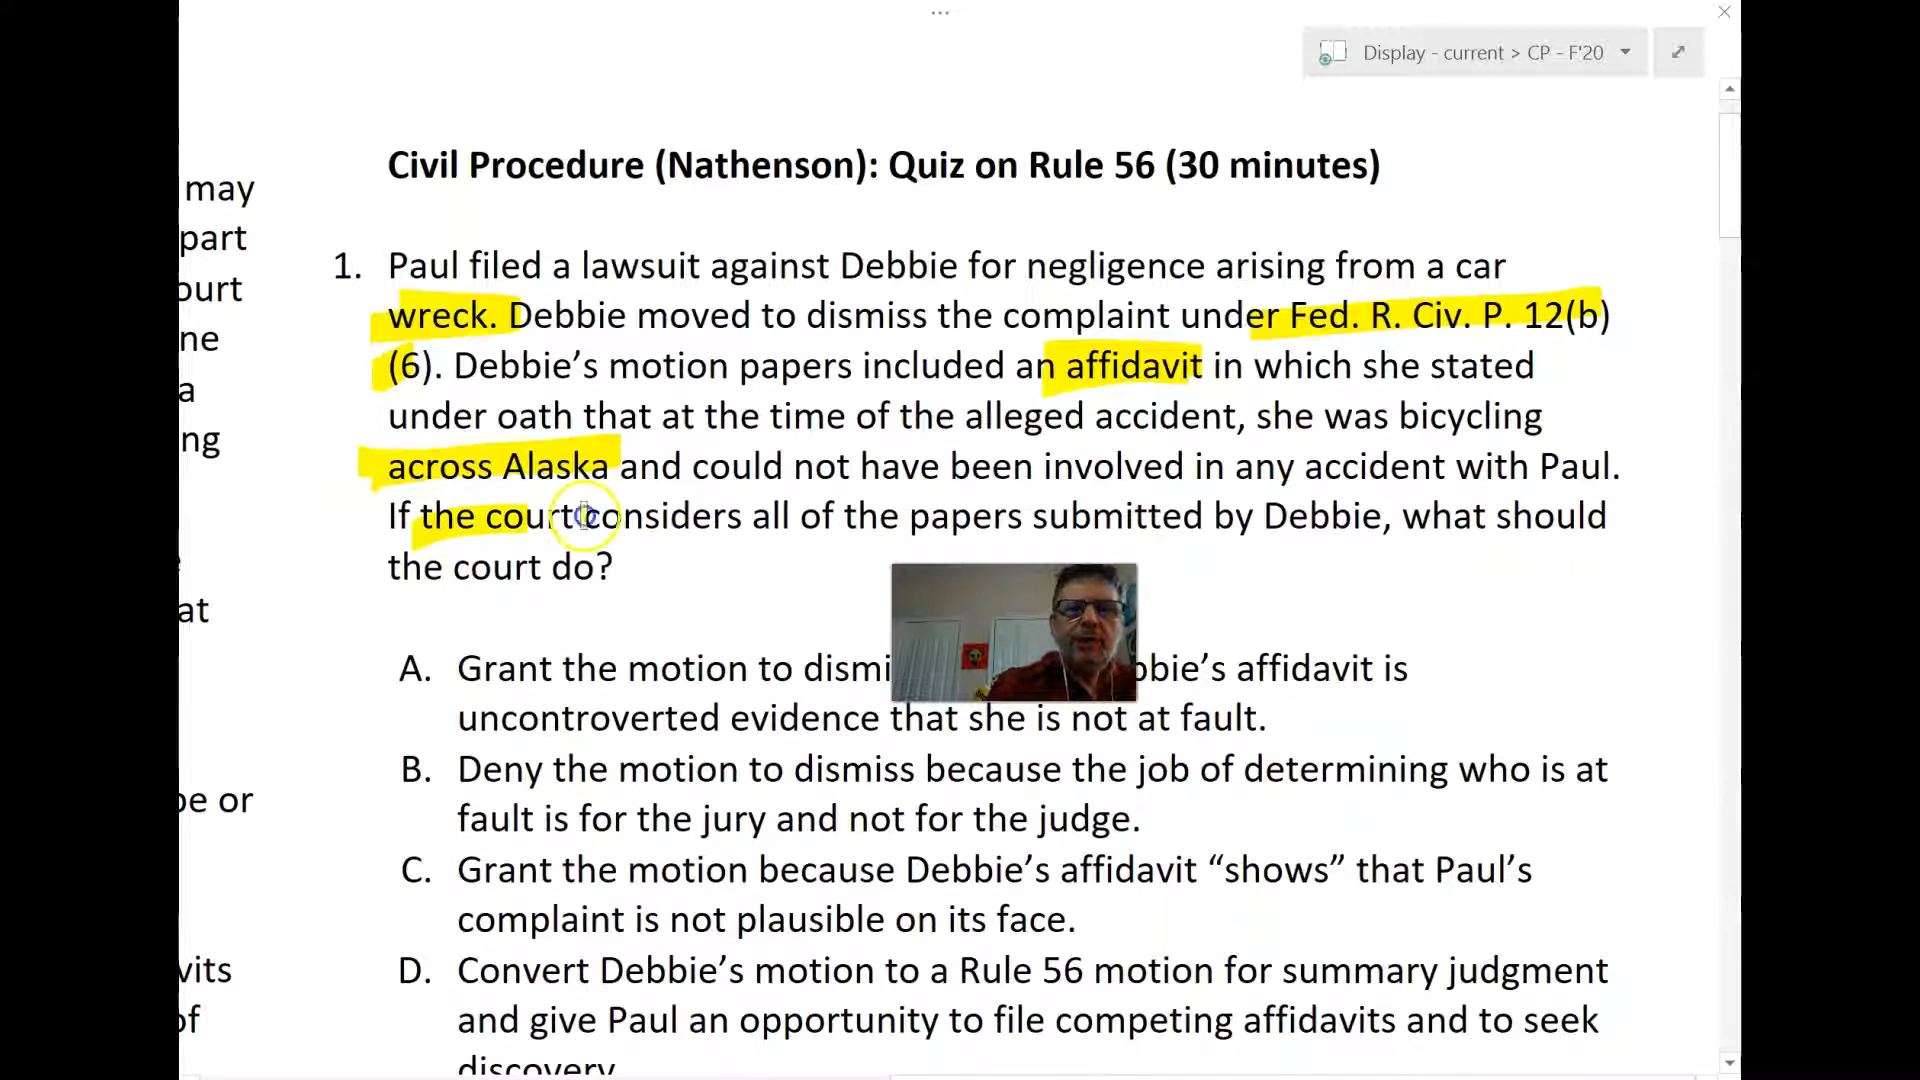 Display - current > CP - F'20
may
part
ourt
ne
a
ng
at
be or
vits
of
Civil Procedure (Nathenson): Quiz on Rule 56 (30 minutes)
1. Paul filed a lawsuit against Debbie for negligence arising from a car
wreck. Debbie moved to dismiss the complaint under Fed. R. Civ. P. 12(b)
(6). Debbie’s motion papers included an affidavit in which she stated
under oath that at the time of the alleged accident, she was bicycling
across Alaska and could not have been involved in any accident with Paul.
If the court considers all of the papers submitted by Debbie, what should
the court do?
A. Grant the motion to dismi bbie’s affidavit is
uncontroverted evidence that she is not at fault.
B. Deny the motion to dismiss because the job of determining who is at
fault is for the jury and not for the judge.
C. Grant the motion because Debbie’s affidavit “shows” that Paul’s
complaint is not plausible on its face.
D. Convert Debbie’s motion to a Rule 56 motion for summary judgment
and give Paul an opportunity to file competing affidavits and to seek
discovery